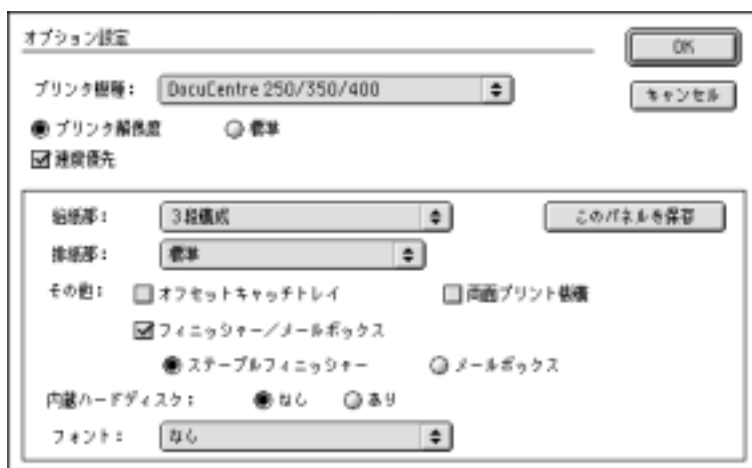 オプション設定
OK
プリンタ機種： DocuCentre 250/350/400
キャンセル
プリンタ解像度 標準
速度優先
給紙部： 3段構成 このパネルを保存
排紙部： 標準
その他： オフセットキャッチトレイ 両面プリント機構
フィニッシャー／メールボックス
ステープルフィニッシャー メールボックス
内蔵ハードディスク： なし あり
フォント： なし